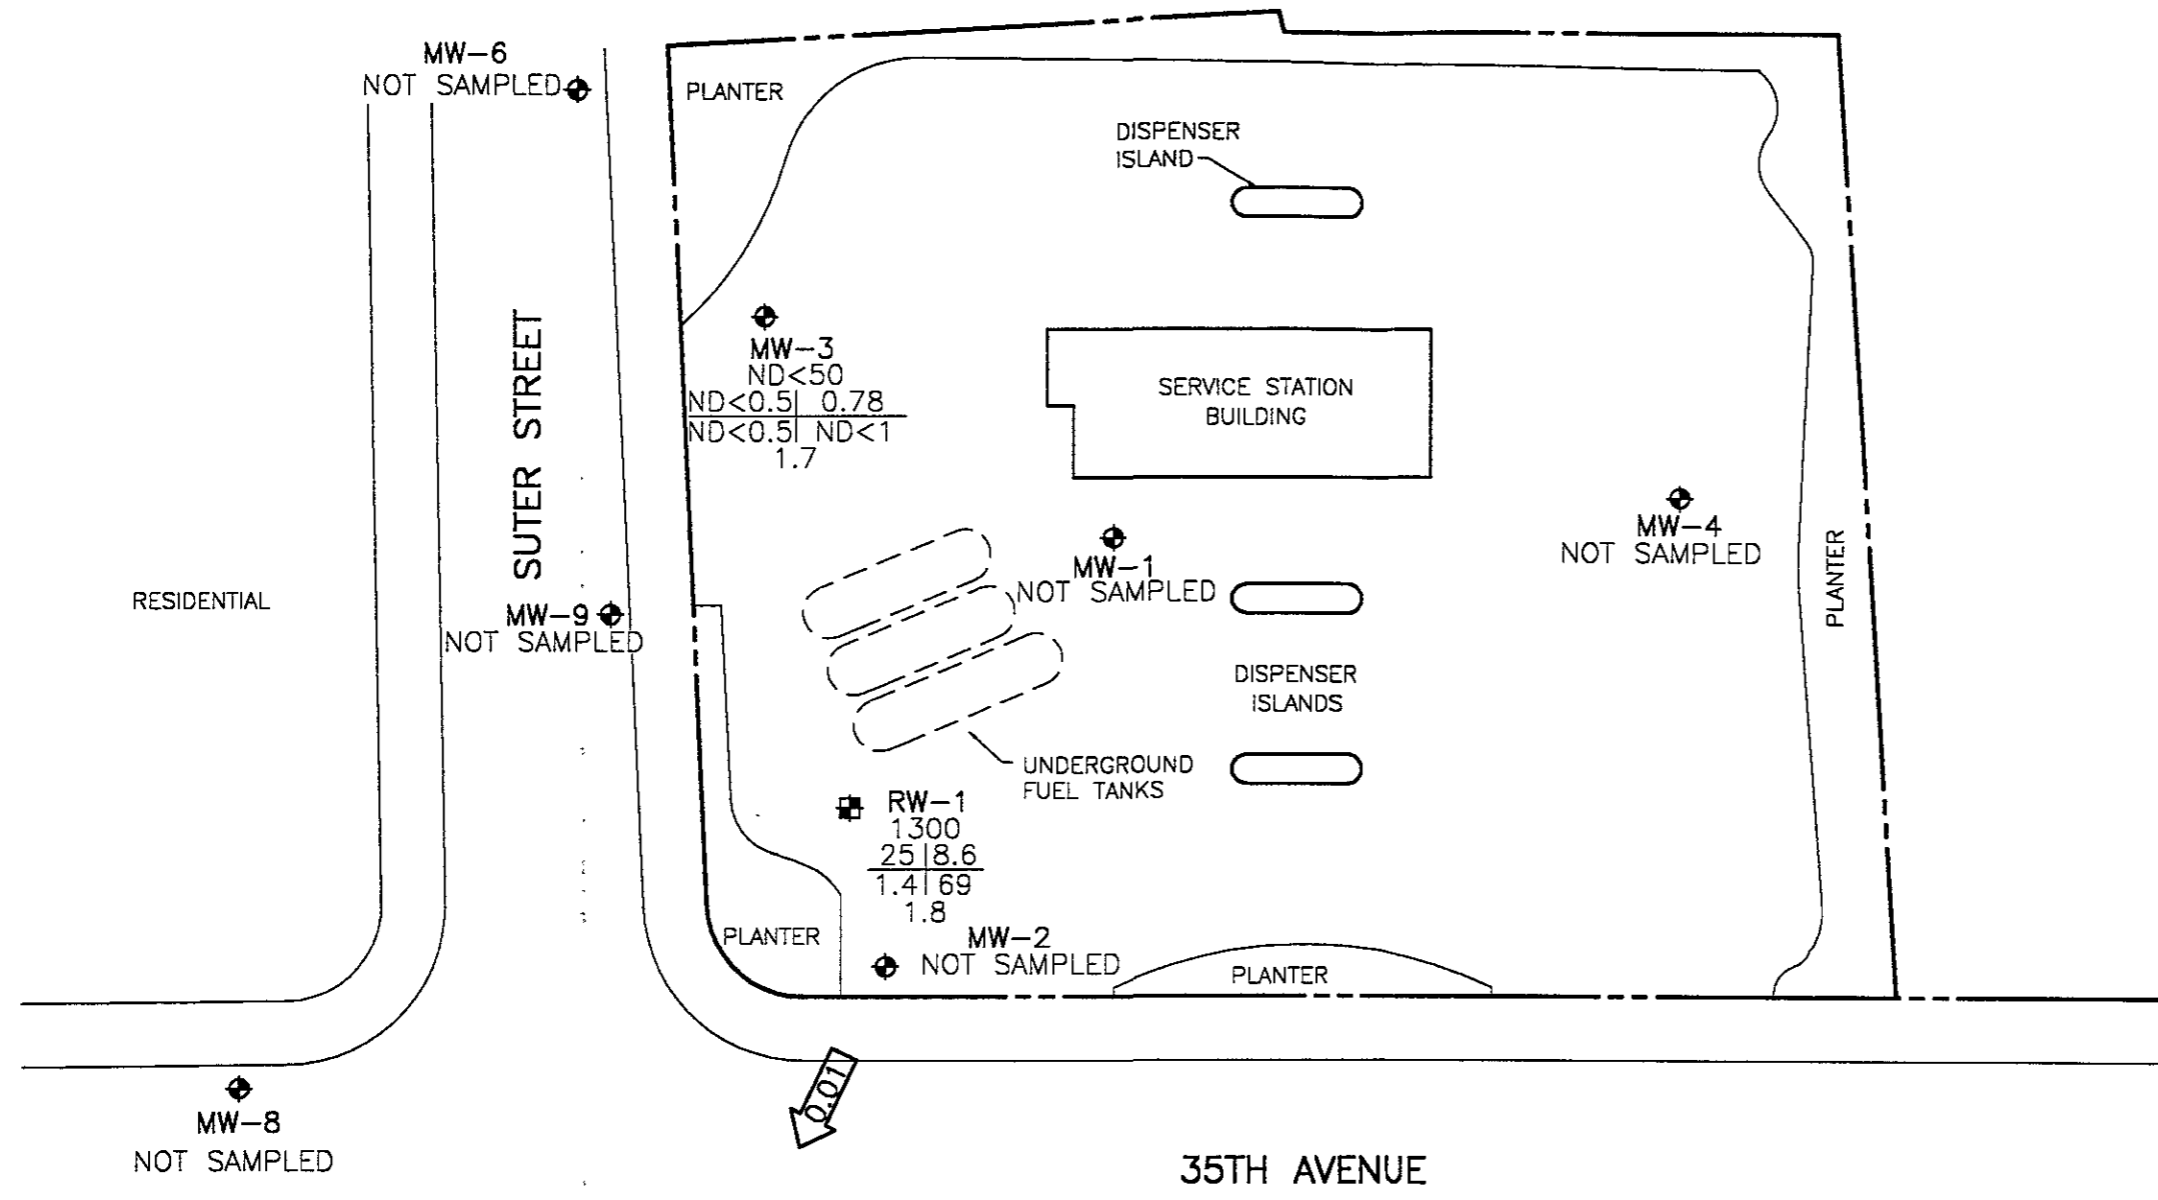 MW-6
NOT SAMPLED
PLANTER
DISPENSER
ISLAND
SUTER STREET
MW-3
ND<50
ND<0.5| 0.78
ND<0.5| ND<1
1.7
SERVICE STATION
BUILDING
MW-4
NOT SAMPLED
PLANTER
MW-1
NOT SAMPLED
RESIDENTIAL
MW-9
NOT SAMPLED
DISPENSER
ISLANDS
UNDERGROUND
FUEL TANKS
RW-1
1300
25|8.6
1.4|69
1.8
PLANTER
MW-2
NOT SAMPLED
PLANTER
0.01
MW-8
NOT SAMPLED
35TH AVENUE